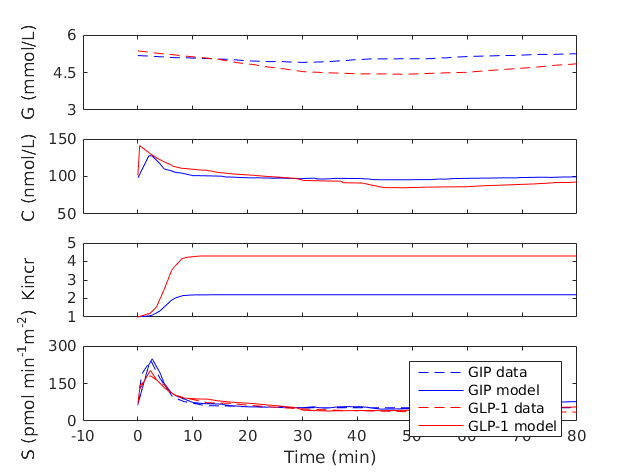 G (mmol/L)
6
4.5
3
C (nmol/L)
150
100
50
Kincr
5
4
3
2
1
S (pmol min-1m-2)
300
150
0
GIP data
GIP model
GLP-1 data
GLP-1 model
-10 0 10 20 30 40 50 60 70 80
Time (min)